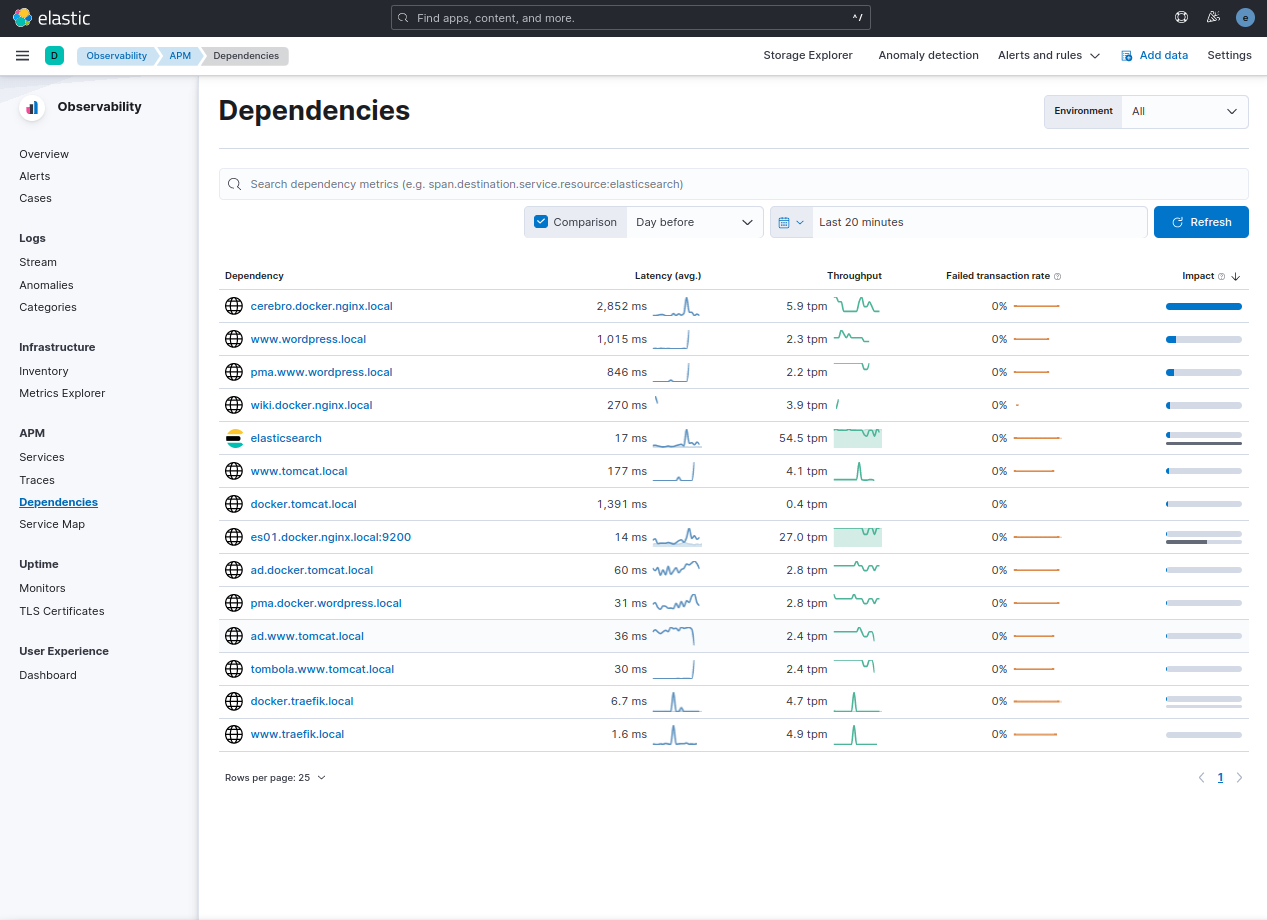 elastic
Find apps, content, and more.
^/
e
D
Observability
APM
Dependencies
Storage Explorer
Anomaly detection
Alerts and rules
Add data
Settings
Observability
Overview
Alerts
Cases
Logs
Stream
Anomalies
Categories
Infrastructure
Inventory
Metrics Explorer
APM
Services
Traces
Dependencies
Service Map
Uptime
Monitors
TLS Certificates
User Experience
Dashboard
Dependencies
Environment All
Search dependency metrics (e.g. span.destination.service.resource:elasticsearch)
Comparison Day before Last 20 minutes Refresh
Dependency Latency (avg.) Throughput Failed transaction rate Impact
cerebro.docker.nginx.local 2,852 ms 5.9 tpm 0%
www.wordpress.local 1,015 ms 2.3 tpm 0%
pma.www.wordpress.local 846 ms 2.2 tpm 0%
wiki.docker.nginx.local 270 ms 3.9 tpm 0%
elasticsearch 17 ms 54.5 tpm 0%
www.tomcat.local 177 ms 4.1 tpm 0%
docker.tomcat.local 1,391 ms 0.4 tpm 0%
es01.docker.nginx.local:9200 14 ms 27.0 tpm 0%
ad.docker.tomcat.local 60 ms 2.8 tpm 0%
pma.docker.wordpress.local 31 ms 2.8 tpm 0%
ad.www.tomcat.local 36 ms 2.4 tpm 0%
tombola.www.tomcat.local 30 ms 2.4 tpm 0%
docker.traefik.local 6.7 ms 4.7 tpm 0%
www.traefik.local 1.6 ms 4.9 tpm 0%
Rows per page: 25
1